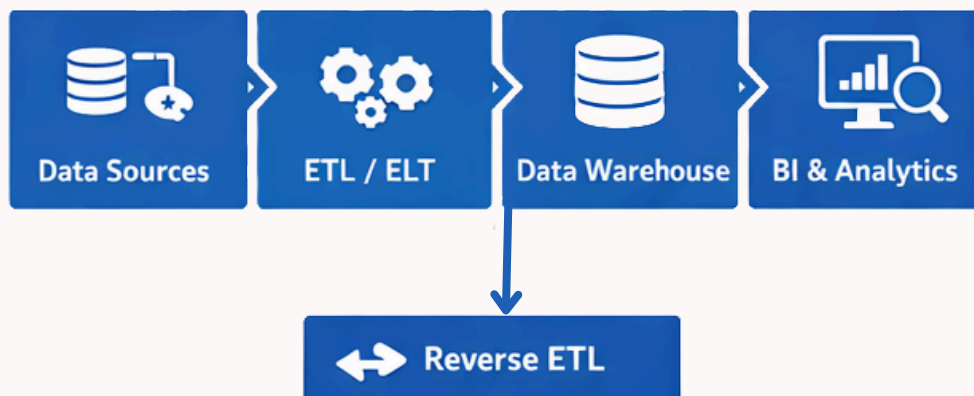 Data Sources
ETL / ELT
Data Warehouse
BI & Analytics
Reverse ETL